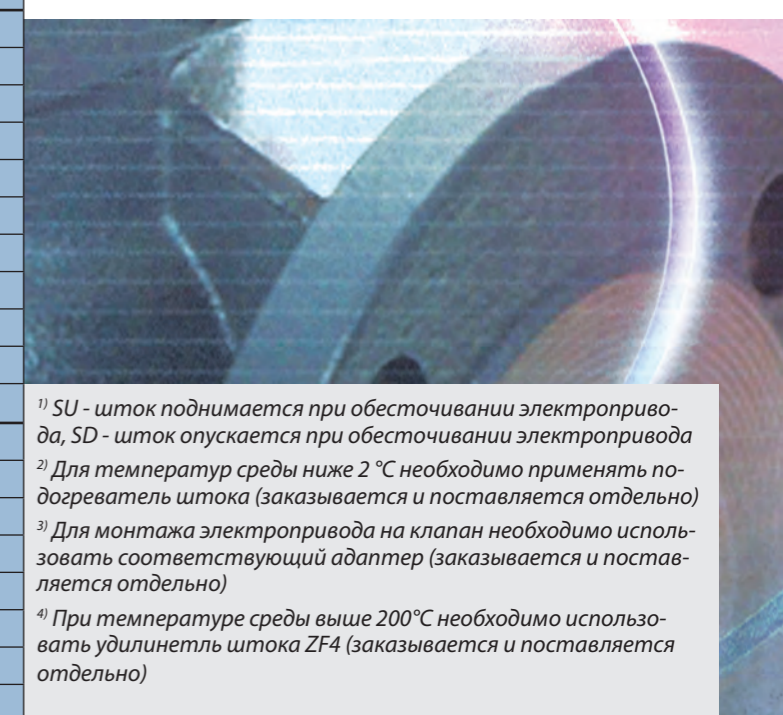 1) SU - шток поднимается при обесточивании электроприво-
да, SD - шток опускается при обесточивании электропривода
2) Для температур среды ниже 2 °С необходимо применять по-
догреватель штока (заказывается и поставляется отдельно)
3) Для монтажа электропривода на клапан необходимо исполь-
зовать соответствующий адаптер (заказывается и постав-
ляется отдельно)
4) При температуре среды выше 200°С необходимо использо-
вать удилинетль штока ZF4 (заказывается и поставляется
отдельно)